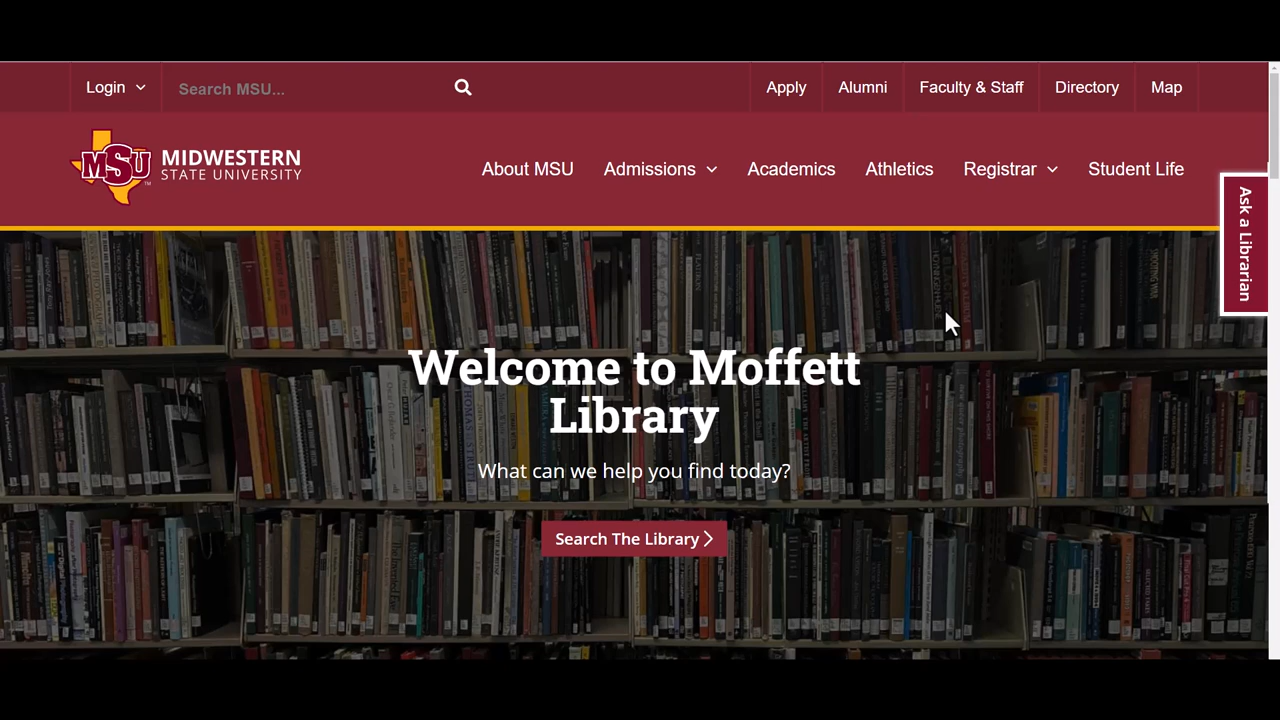 Login
Search MSU...
Apply
Alumni
Faculty & Staff
Directory
Map
MSU
TM
MIDWESTERN
STATE UNIVERSITY
About MSU
Admissions
Academics
Athletics
Registrar
Student Life
Ask a Librarian
Welcome to Moffett
Library
What can we help you find today?
Search The Library